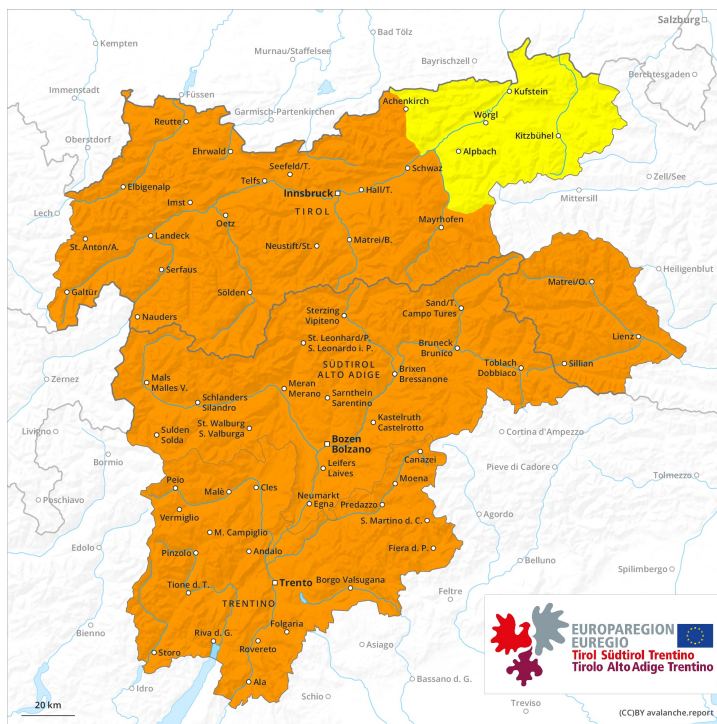 Salzburg
Kempten
Bad Tölz
Murnau/Staffelsee
Bayrischzell
Berchtesgaden
Immenstadt
Füssen
Kufstein
Garmisch-Partenkirchen
Achenkirch
Reutte
Wörgl
Oberstdorf
Kitzbühel
Ehrwald
Alpbach
Seefeld/T.
Schwaz
Zell/See
Telfs
Elbigenalp
Innsbruck
Hall/T.
Mittersill
Imst
Lech
TIROL
Oetz
Mayrhofen
St. Anton/A.
Landeck
Neustift/St.
Matrei/B.
Serfaus
Heiligenblut
Matrei/O.
Galtür
Sölden
Sand/T.
Campo Tures
Nauders
Sterzing
Vipiteno
Lienz
St. Leonhard/P.
S. Leonardo i. P.
Bruneck
Brunico
SÜDTIROL
ALTO ADIGE
Toblach
Dobbiaco
Sillian
Brixen
Bressanone
Zernez
Mals
Malles V.
Meran
Merano
Sarnthein
Sarentino
Schlanders
Silandro
St. Walburg
S. Valburga
Kastelruth
Castelrotto
Livigno
Sulden
Solda
Cortina d'Ampezzo
Bozen
Bolzano
Bormio
Canazei
Pieve di Cadore
Leifers
Laives
Tolmezzo
Peio
Moena
Cles
Malè
Poschiavo
Neumarkt
Egna
Predazzo
Vermiglio
Agordo
S. Martino d. C.
M. Campiglio
Edolo
Pinzolo
Andalo
Fiera d. P.
Belluno
Spilimbergo
Trento
Borgo Valsugana
Tione d. T.
Feltre
TRENTINO
Folgaria
Bienno
Riva d. G.
Rovereto
Asiago
Storo
Bassano d. G.
Ala
Idro
Schio
Treviso
EUROPAREGION
EUREGIO
Tirol Südtirol Trentino
Tirolo Alto Adige Trentino
20 km
(CC)BY avalanche.report